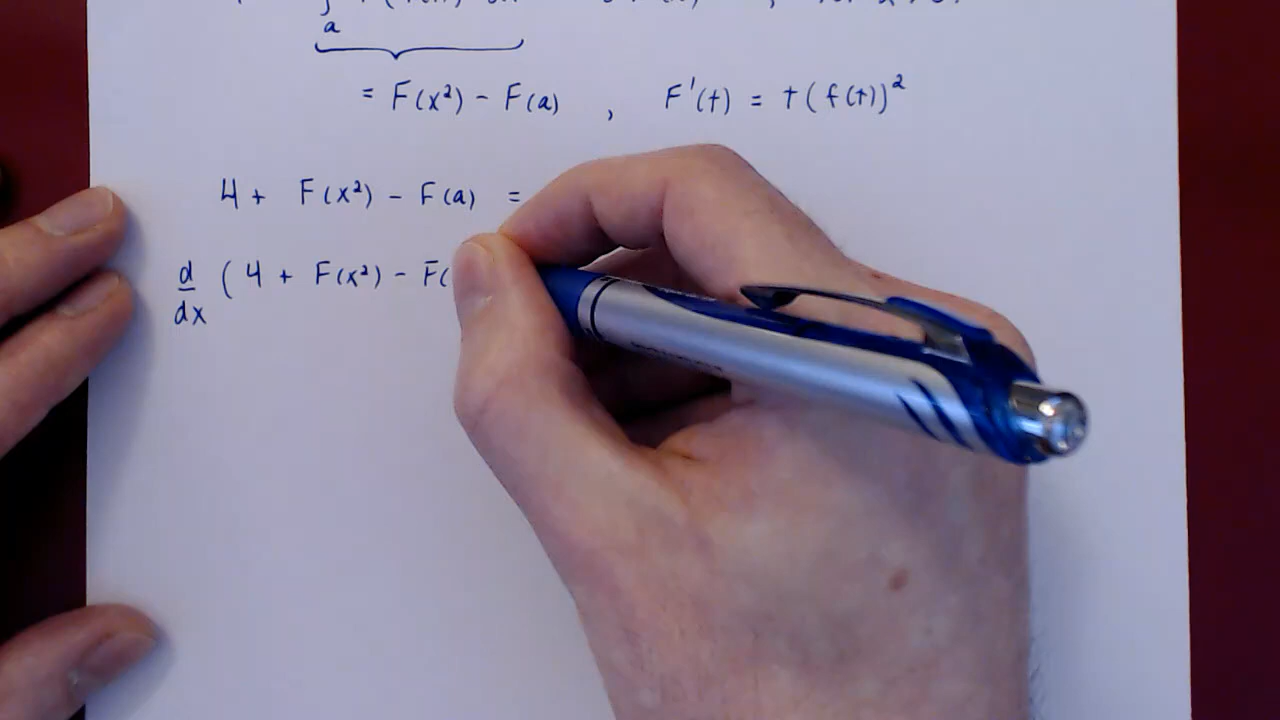 a
= F(x²) - F(a) , F'(t) = t(f(t))²
4 + F(x²) - F(a) =
d/dx (4 + F(x²) - F(